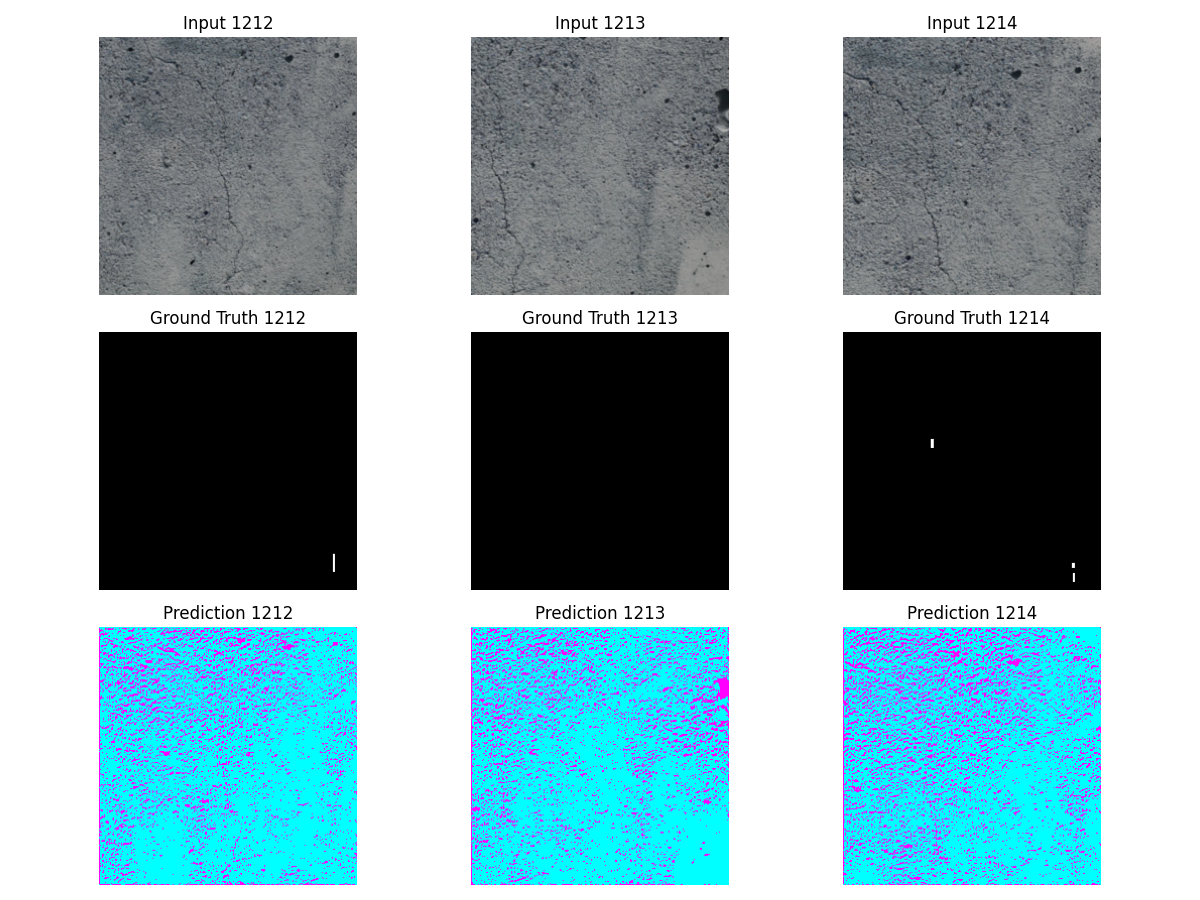 Input 1212
Input 1213
Input 1214
Ground Truth 1212
Ground Truth 1213
Ground Truth 1214
Prediction 1212
Prediction 1213
Prediction 1214